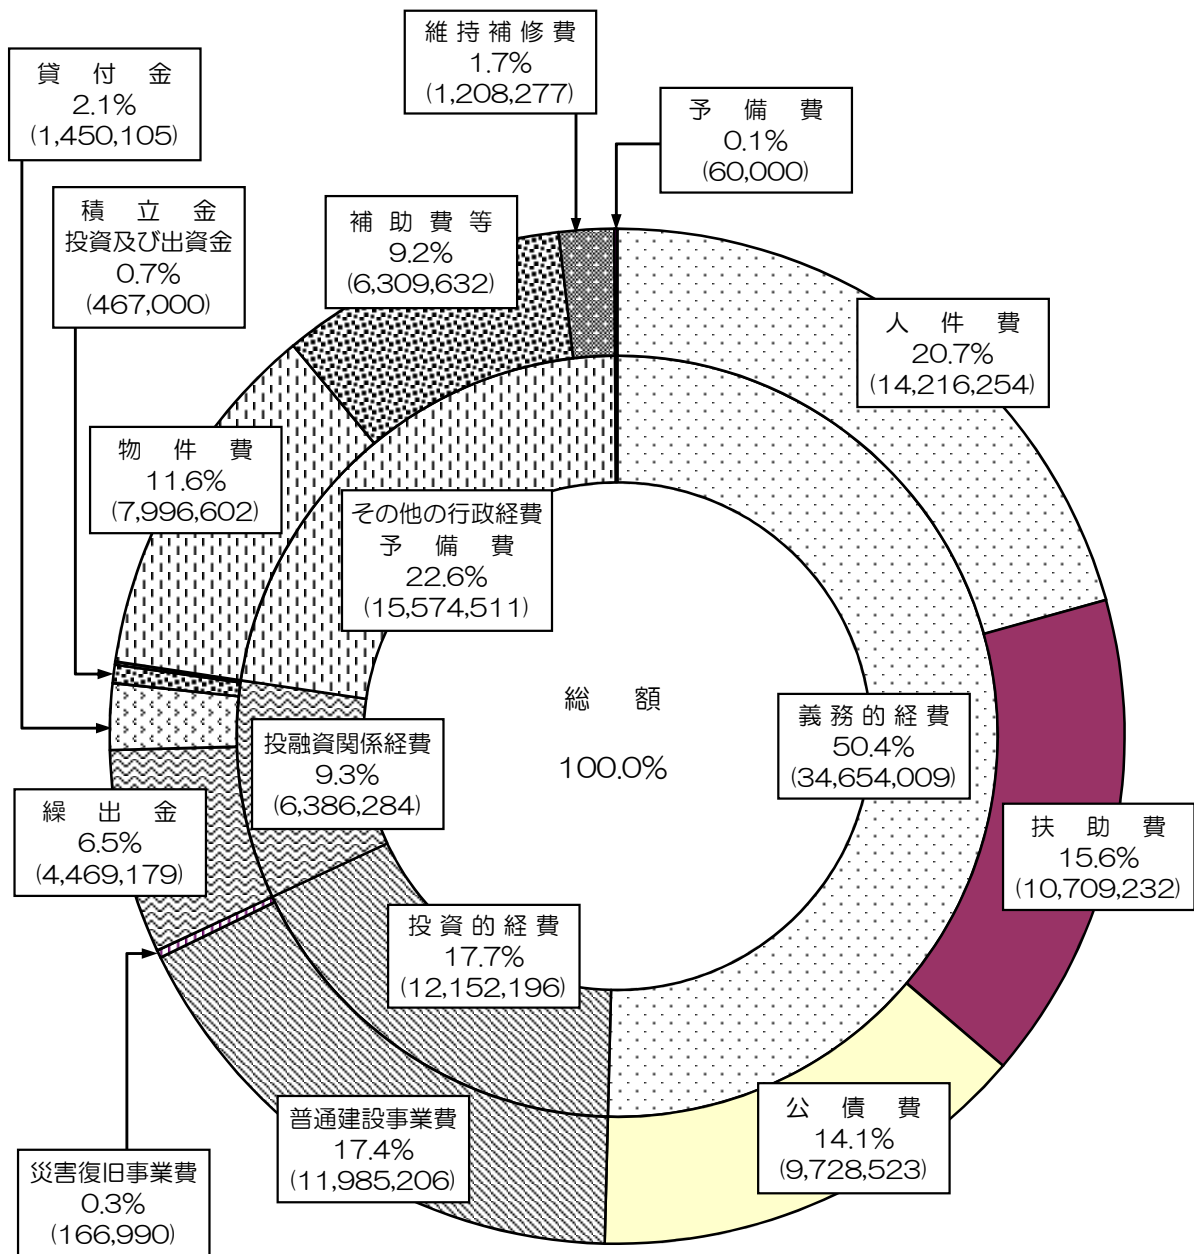 維持補修費
1.7%
(1,208,277)
貸付金
2.1%
(1,450,105)
予備費
0.1%
(60,000)
積立金
投資及び出資金
0.7%
(467,000)
補助費等
9.2%
(6,309,632)
人件費
20.7%
(14,216,254)
物件費
11.6%
(7,996,602)
その他の行政経費
予備費
22.6%
(15,574,511)
総額
100.0%
義務的経費
50.4%
(34,654,009)
投融資関係経費
9.3%
(6,386,284)
繰出金
6.5%
(4,469,179)
扶助費
15.6%
(10,709,232)
投資的経費
17.7%
(12,152,196)
公債費
14.1%
(9,728,523)
普通建設事業費
17.4%
(11,985,206)
災害復旧事業費
0.3%
(166,990)